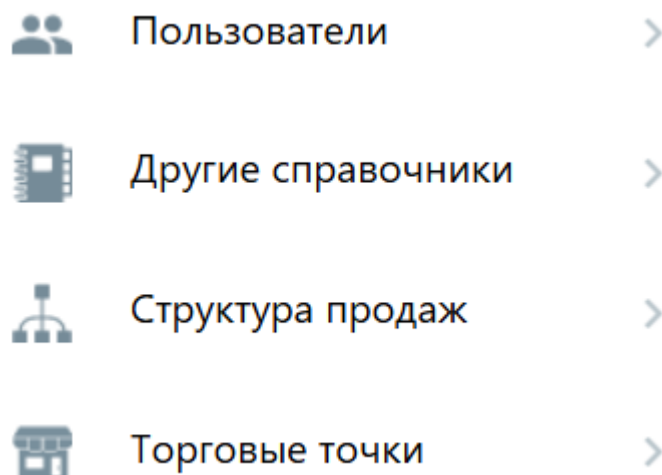 Пользователи
Другие справочники
Структура продаж
Торговые точки